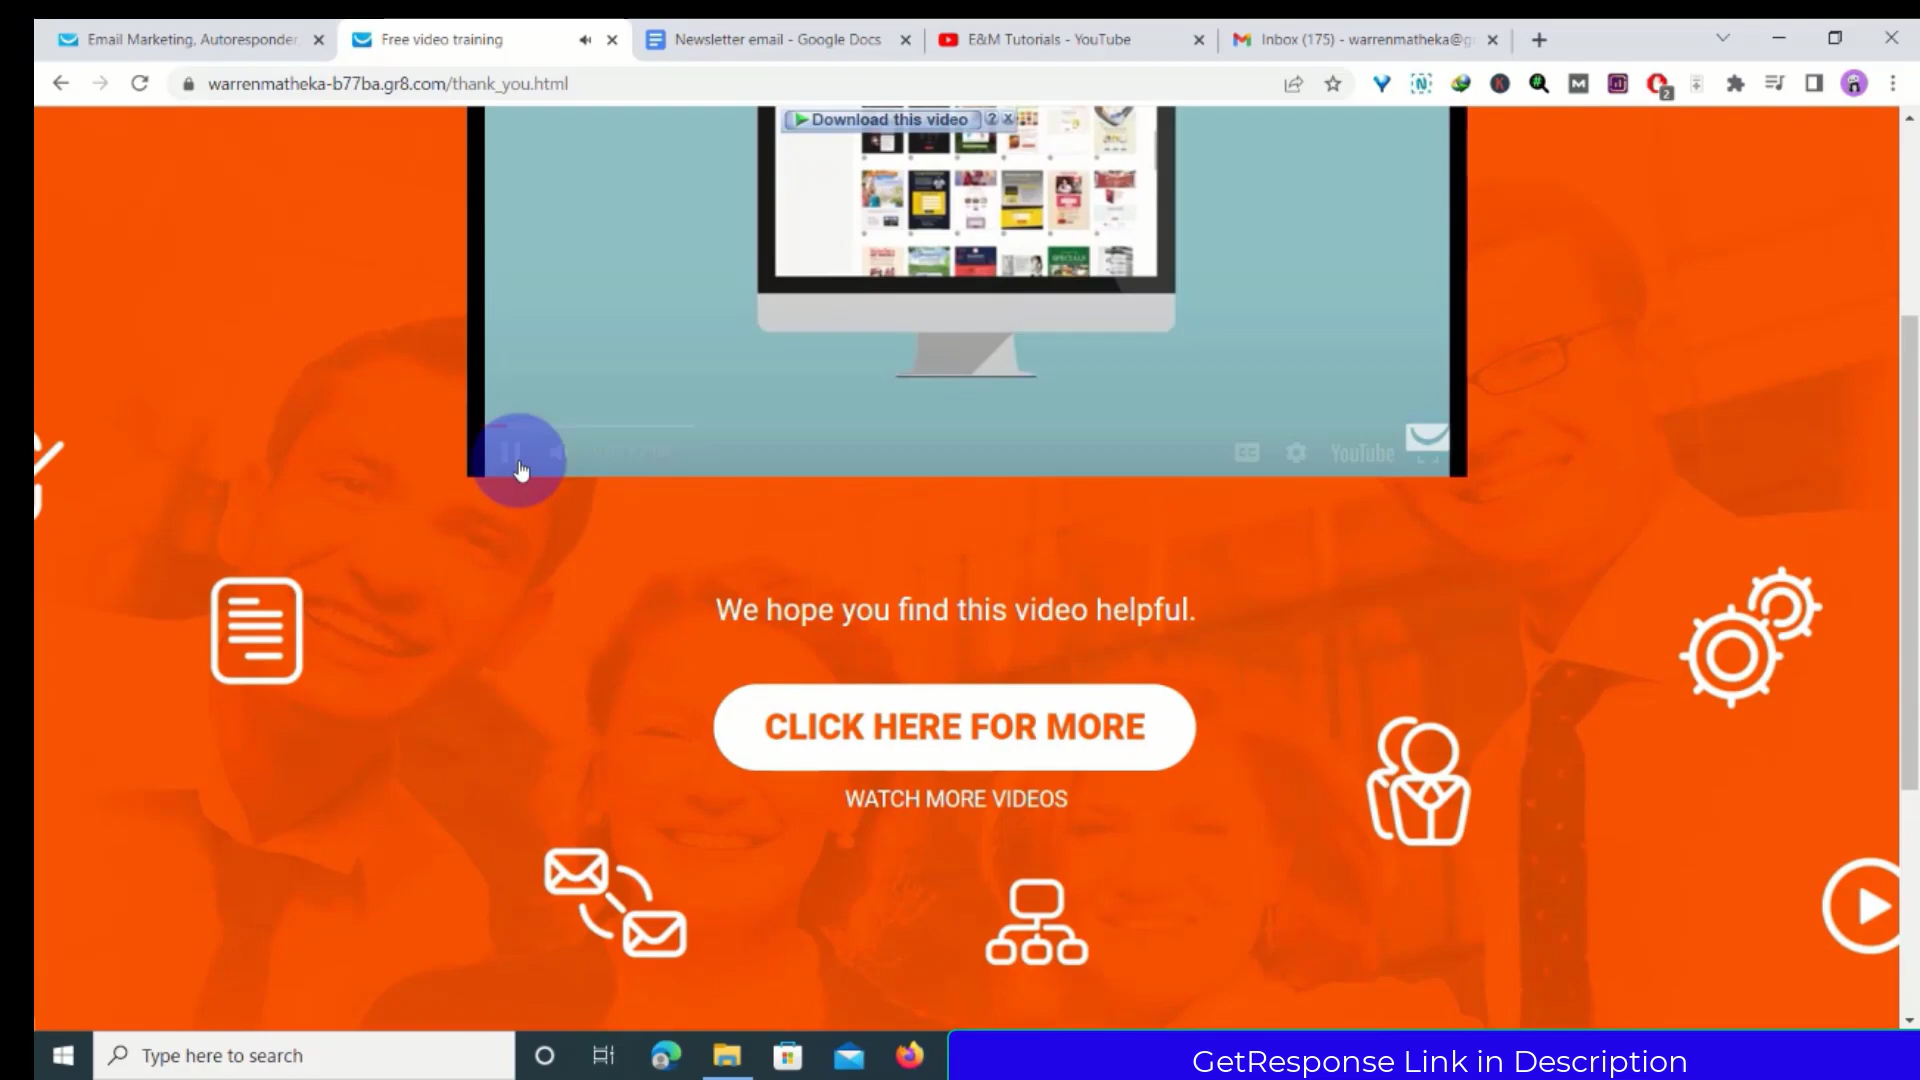 Email Marketing, Autoresponder,
Free video training
Newsletter email - Google Docs
E&M Tutorials - YouTube
Inbox (175) - warrenmatheka@g
warrenmatheka-b77ba.gr8.com/thank_you.html
2
Download this video
?
CC
YouTube
We hope you find this video helpful.
CLICK HERE FOR MORE
WATCH MORE VIDEOS
Type here to search
GetResponse Link in Description